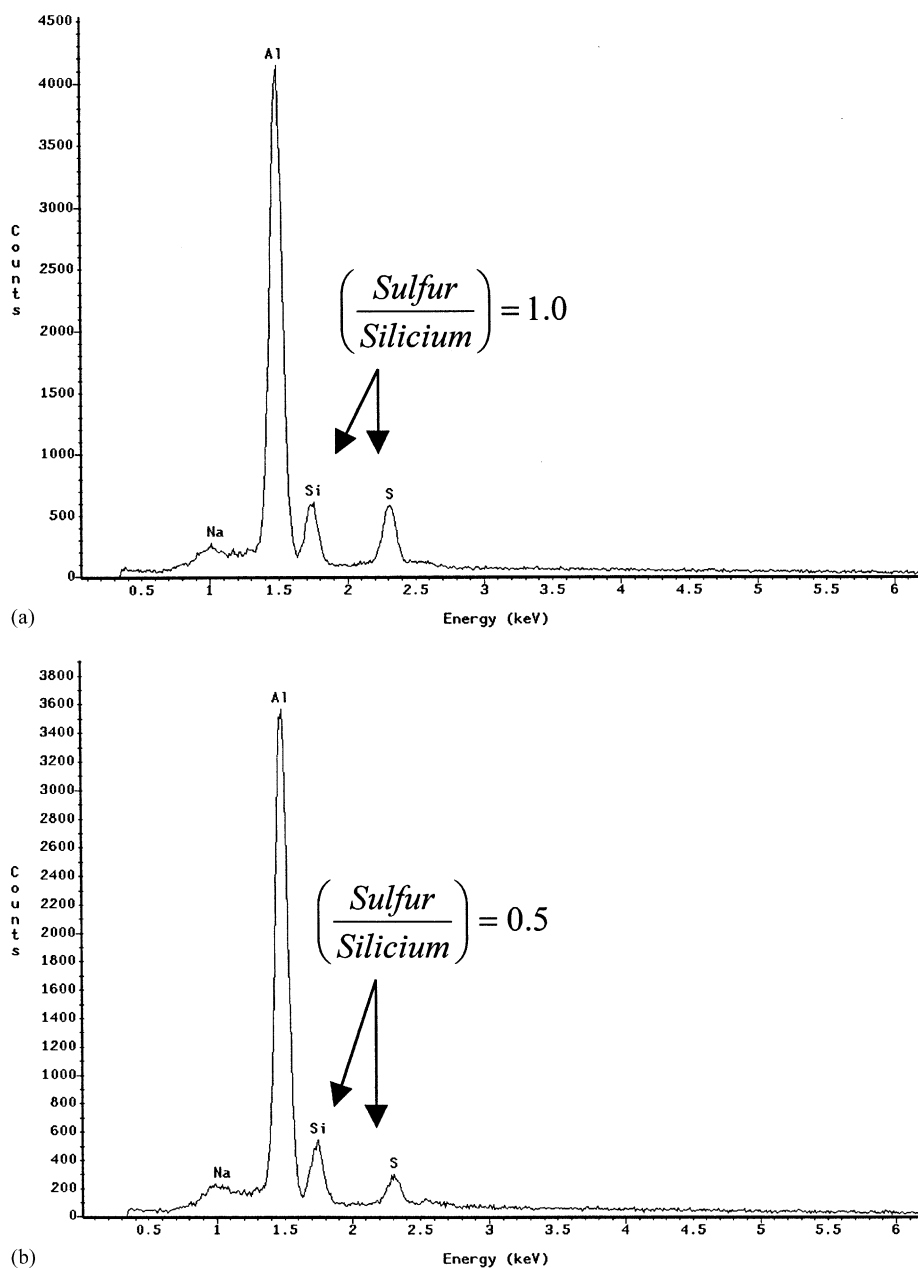 4500
4000
3500
3000
2500
2000
1500
1000
500
0
Counts
Al
Na
Si
S
(Sulfur/Silicium) = 1.0
0.5 1 1.5 2 2.5 3 3.5 4 4.5 5 5.5 6
Energy (keV)
(a)
3800
3600
3400
3200
3000
2800
2600
2400
2200
2000
1800
1600
1400
1200
1000
800
600
400
200
0
Counts
Al
Na
Si
S
(Sulfur/Silicium) = 0.5
0.5 1 1.5 2 2.5 3 3.5 4 4.5 5 5.5 6
Energy (keV)
(b)